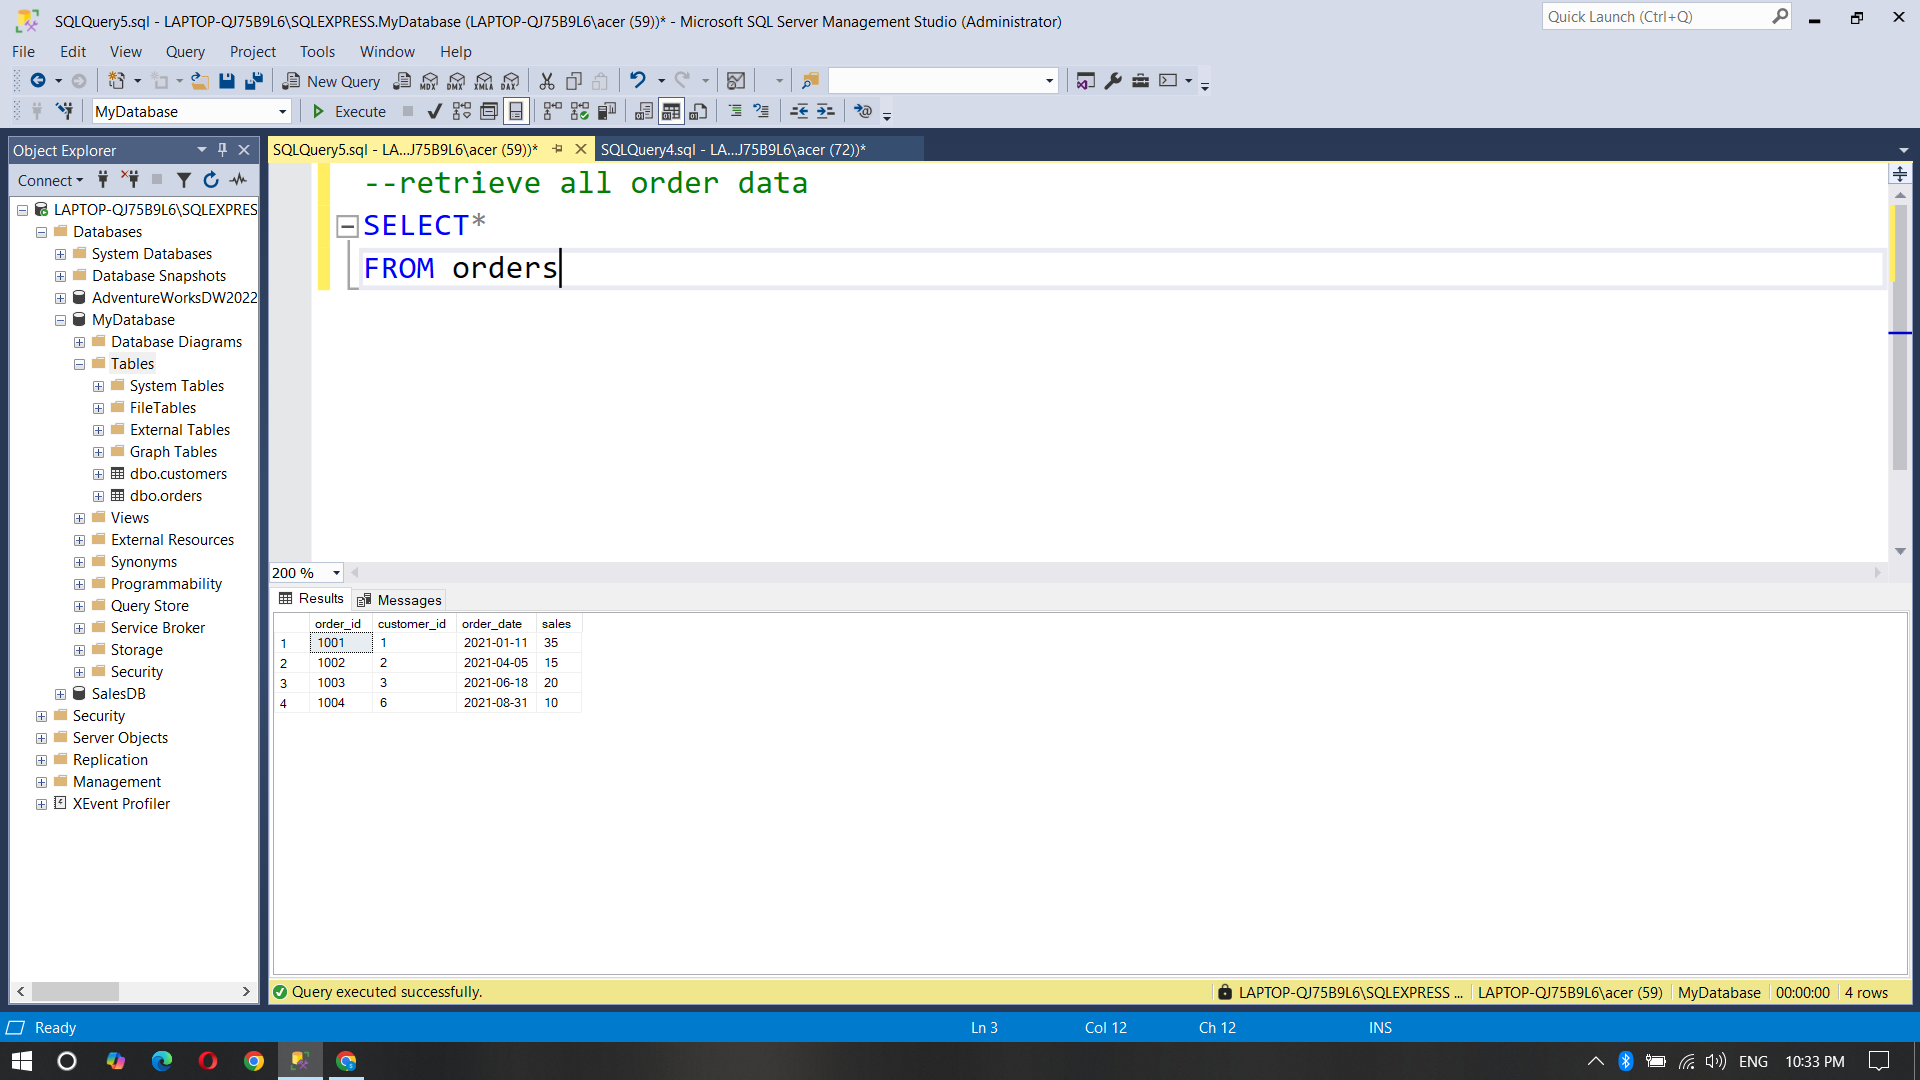 SQLQuery5.sql - LAPTOP-QJ75B9L6\SQLEXPRESS.MyDatabase (LAPTOP-QJ75B9L6\acer (59))* - Microsoft SQL Server Management Studio (Administrator)
Quick Launch (Ctrl+Q)
File Edit View Query Project Tools Window Help
New Query MDX DMX XMLA DAX
MyDatabase Execute
Object Explorer
SQLQuery5.sql - LA...J75B9L6\acer (59))*
SQLQuery4.sql - LA...J75B9L6\acer (72))*
Connect
LAPTOP-QJ75B9L6\SQLEXPRES
Databases
System Databases
Database Snapshots
AdventureWorksDW2022
MyDatabase
Database Diagrams
Tables
System Tables
FileTables
External Tables
Graph Tables
dbo.customers
dbo.orders
Views
External Resources
Synonyms
Programmability
Query Store
Service Broker
Storage
Security
SalesDB
Security
Server Objects
Replication
Management
XEvent Profiler
--retrieve all order data
SELECT*
FROM orders
200 %
Results Messages
order_id customer_id order_date sales
1 1001 1 2021-01-11 35
2 1002 2 2021-04-05 15
3 1003 3 2021-06-18 20
4 1004 6 2021-08-31 10
Query executed successfully.
LAPTOP-QJ75B9L6\SQLEXPRESS ... LAPTOP-QJ75B9L6\acer (59) MyDatabase 00:00:00 4 rows
Ready Ln 3 Col 12 Ch 12 INS
ENG 10:33 PM